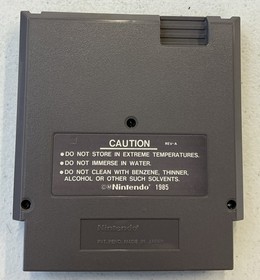 CAUTION REV-A
• DO NOT STORE IN EXTREME TEMPERATURES.
• DO NOT IMMERSE IN WATER.
• DO NOT CLEAN WITH BENZENE, THINNER,
ALCOHOL OR OTHER SUCH SOLVENTS.
©® Nintendo 1985
Nintendo